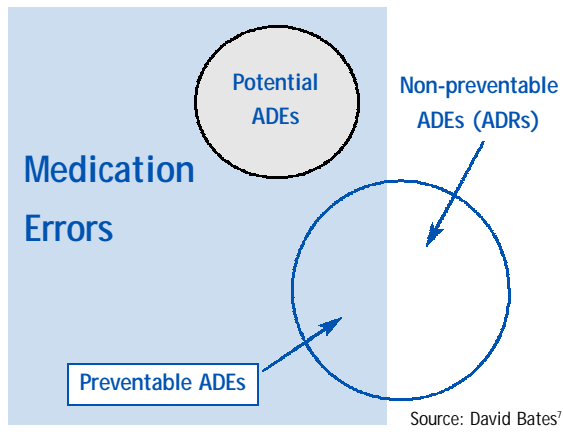 Potential
ADEs
Non-preventable
ADEs (ADRs)
Medication
Errors
Preventable ADEs
Source: David Bates⁷